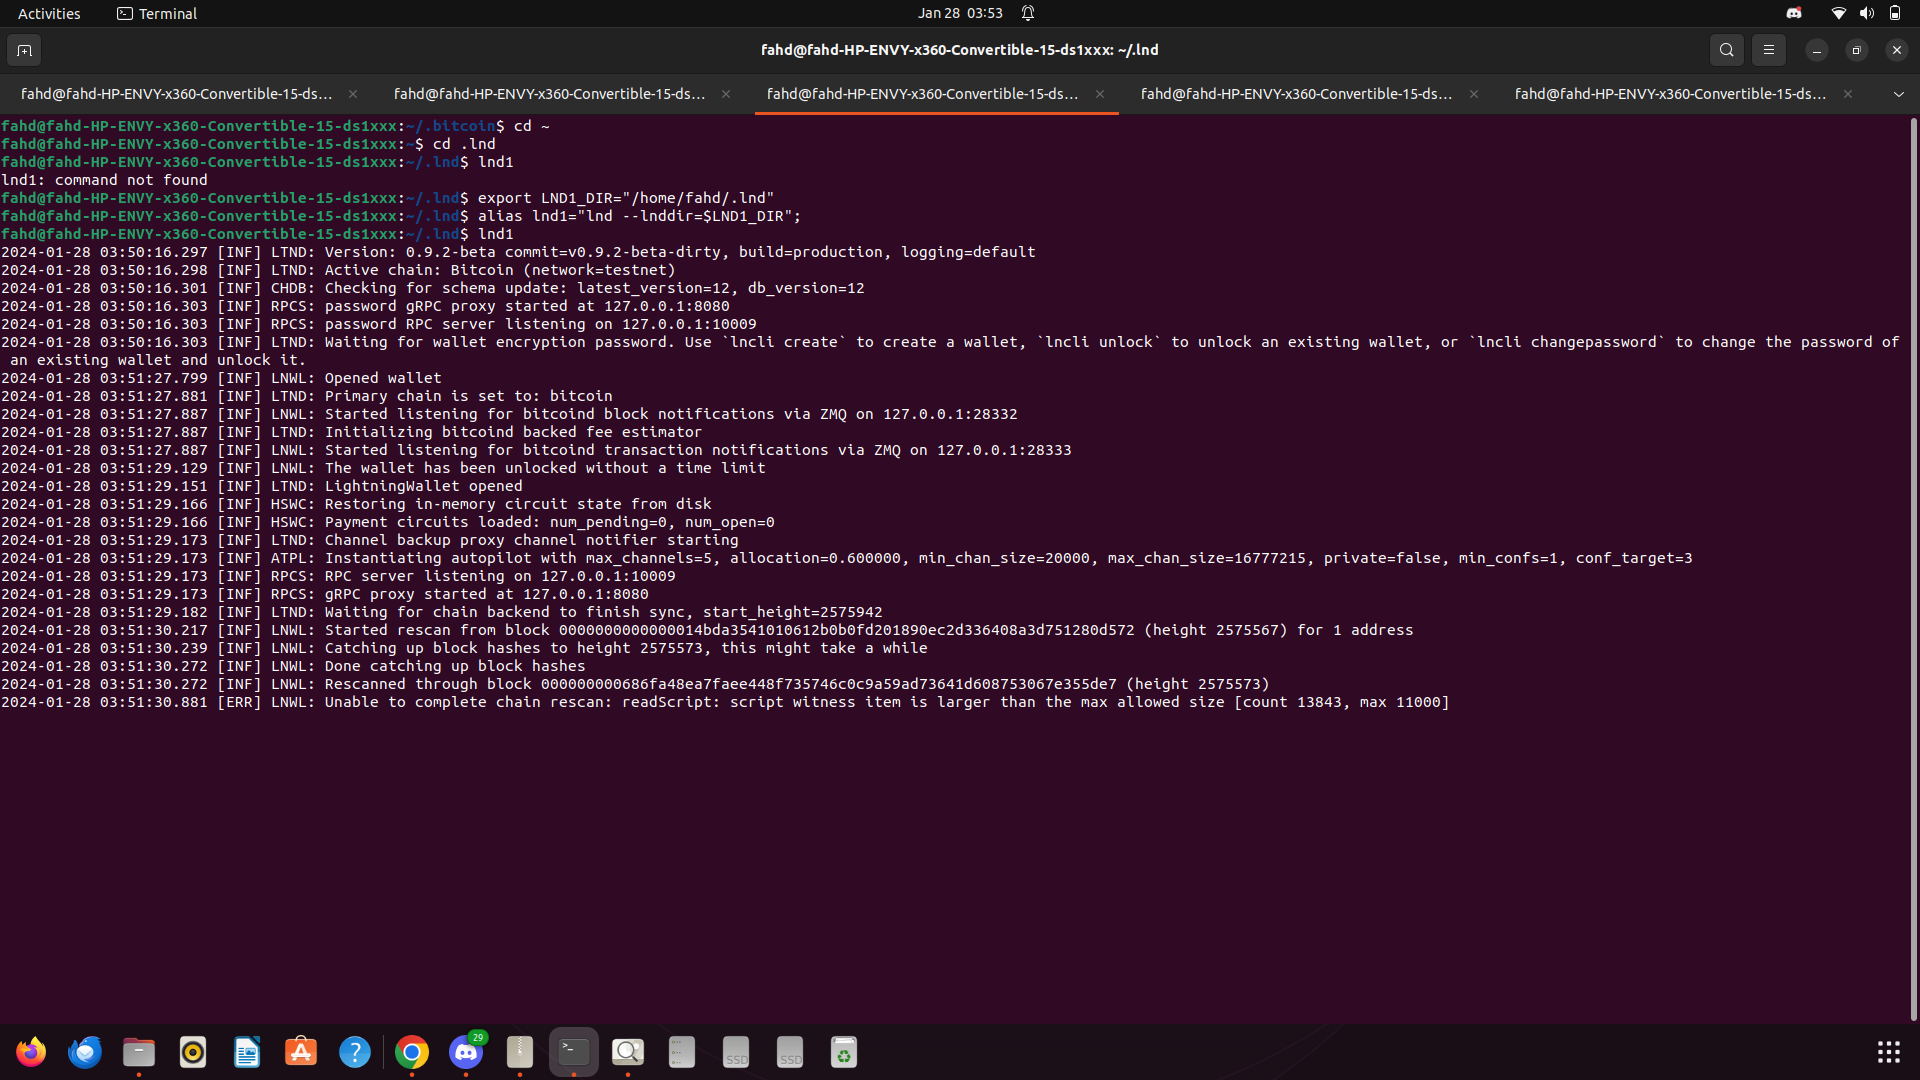 Activities
Terminal
Jan 28 03:53
fahd@fahd-HP-ENVY-x360-Convertible-15-ds1xxx: ~/.lnd
fahd@fahd-HP-ENVY-x360-Convertible-15-ds...
fahd@fahd-HP-ENVY-x360-Convertible-15-ds...
fahd@fahd-HP-ENVY-x360-Convertible-15-ds...
fahd@fahd-HP-ENVY-x360-Convertible-15-ds...
fahd@fahd-HP-ENVY-x360-Convertible-15-ds...
fahd@fahd-HP-ENVY-x360-Convertible-15-ds1xxx:~/.bitcoin$ cd ~
fahd@fahd-HP-ENVY-x360-Convertible-15-ds1xxx:~$ cd .lnd
fahd@fahd-HP-ENVY-x360-Convertible-15-ds1xxx:~/.lnd$ lnd1
lnd1: command not found
fahd@fahd-HP-ENVY-x360-Convertible-15-ds1xxx:~/.lnd$ export LND1_DIR="/home/fahd/.lnd"
fahd@fahd-HP-ENVY-x360-Convertible-15-ds1xxx:~/.lnd$ alias lnd1="lnd --lnddir=$LND1_DIR";
fahd@fahd-HP-ENVY-x360-Convertible-15-ds1xxx:~/.lnd$ lnd1
2024-01-28 03:50:16.297 [INF] LTND: Version: 0.9.2-beta commit=v0.9.2-beta-dirty, build=production, logging=default
2024-01-28 03:50:16.298 [INF] LTND: Active chain: Bitcoin (network=testnet)
2024-01-28 03:50:16.301 [INF] CHDB: Checking for schema update: latest_version=12, db_version=12
2024-01-28 03:50:16.303 [INF] RPCS: password gRPC proxy started at 127.0.0.1:8080
2024-01-28 03:50:16.303 [INF] RPCS: password RPC server listening on 127.0.0.1:10009
2024-01-28 03:50:16.303 [INF] LTND: Waiting for wallet encryption password. Use `lncli create` to create a wallet, `lncli unlock` to unlock an existing wallet, or `lncli changepassword` to change the password of
an existing wallet and unlock it.
2024-01-28 03:51:27.799 [INF] LNWL: Opened wallet
2024-01-28 03:51:27.881 [INF] LTND: Primary chain is set to: bitcoin
2024-01-28 03:51:27.887 [INF] LNWL: Started listening for bitcoind block notifications via ZMQ on 127.0.0.1:28332
2024-01-28 03:51:27.887 [INF] LTND: Initializing bitcoind backed fee estimator
2024-01-28 03:51:27.887 [INF] LNWL: Started listening for bitcoind transaction notifications via ZMQ on 127.0.0.1:28333
2024-01-28 03:51:29.129 [INF] LNWL: The wallet has been unlocked without a time limit
2024-01-28 03:51:29.151 [INF] LTND: LightningWallet opened
2024-01-28 03:51:29.166 [INF] HSWC: Restoring in-memory circuit state from disk
2024-01-28 03:51:29.166 [INF] HSWC: Payment circuits loaded: num_pending=0, num_open=0
2024-01-28 03:51:29.173 [INF] LTND: Channel backup proxy channel notifier starting
2024-01-28 03:51:29.173 [INF] ATPL: Instantiating autopilot with max_channels=5, allocation=0.600000, min_chan_size=20000, max_chan_size=16777215, private=false, min_confs=1, conf_target=3
2024-01-28 03:51:29.173 [INF] RPCS: RPC server listening on 127.0.0.1:10009
2024-01-28 03:51:29.173 [INF] RPCS: gRPC proxy started at 127.0.0.1:8080
2024-01-28 03:51:29.182 [INF] LTND: Waiting for chain backend to finish sync, start_height=2575942
2024-01-28 03:51:30.217 [INF] LNWL: Started rescan from block 0000000000000014bda3541010612b0b0fd201890ec2d336408a3d751280d572 (height 2575567) for 1 address
2024-01-28 03:51:30.239 [INF] LNWL: Catching up block hashes to height 2575573, this might take a while
2024-01-28 03:51:30.272 [INF] LNWL: Done catching up block hashes
2024-01-28 03:51:30.272 [INF] LNWL: Rescanned through block 000000000686fa48ea7faee448f735746c0c9a59ad73641d608753067e355de7 (height 2575573)
2024-01-28 03:51:30.881 [ERR] LNWL: Unable to complete chain rescan: readScript: script witness item is larger than the max allowed size [count 13843, max 11000]
29
SSD
SSD